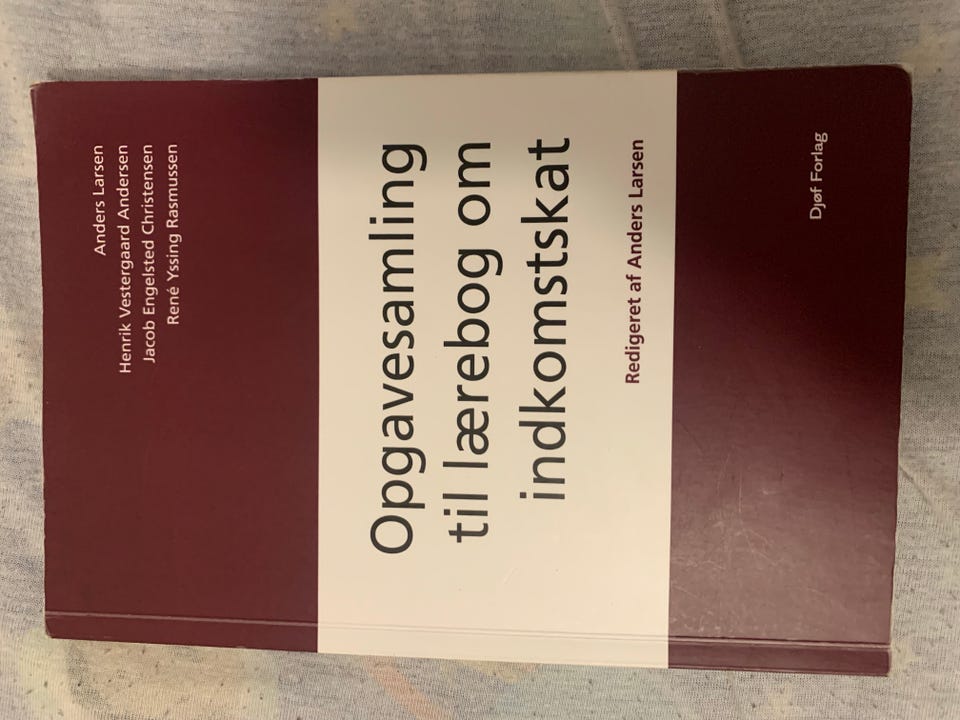 Anders Larsen
Henrik Vestergaard Andersen
Jacob Engelsted Christensen
René Yssing Rasmussen
Opgavesamling
til lærebog om
indkomstskat
Redigeret af Anders Larsen
Djøf Forlag